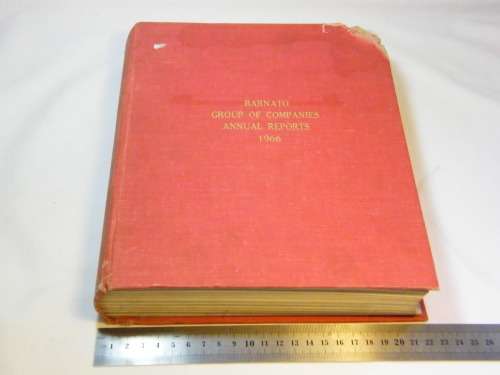 BARNATO
GROUP OF COMPANIES
ANNUAL REPORTS
1966
1 2 3 4 5 6 7 8 9 10 11 12 13 14 15 16 17 18 19 20 21 22 23 24 25 26